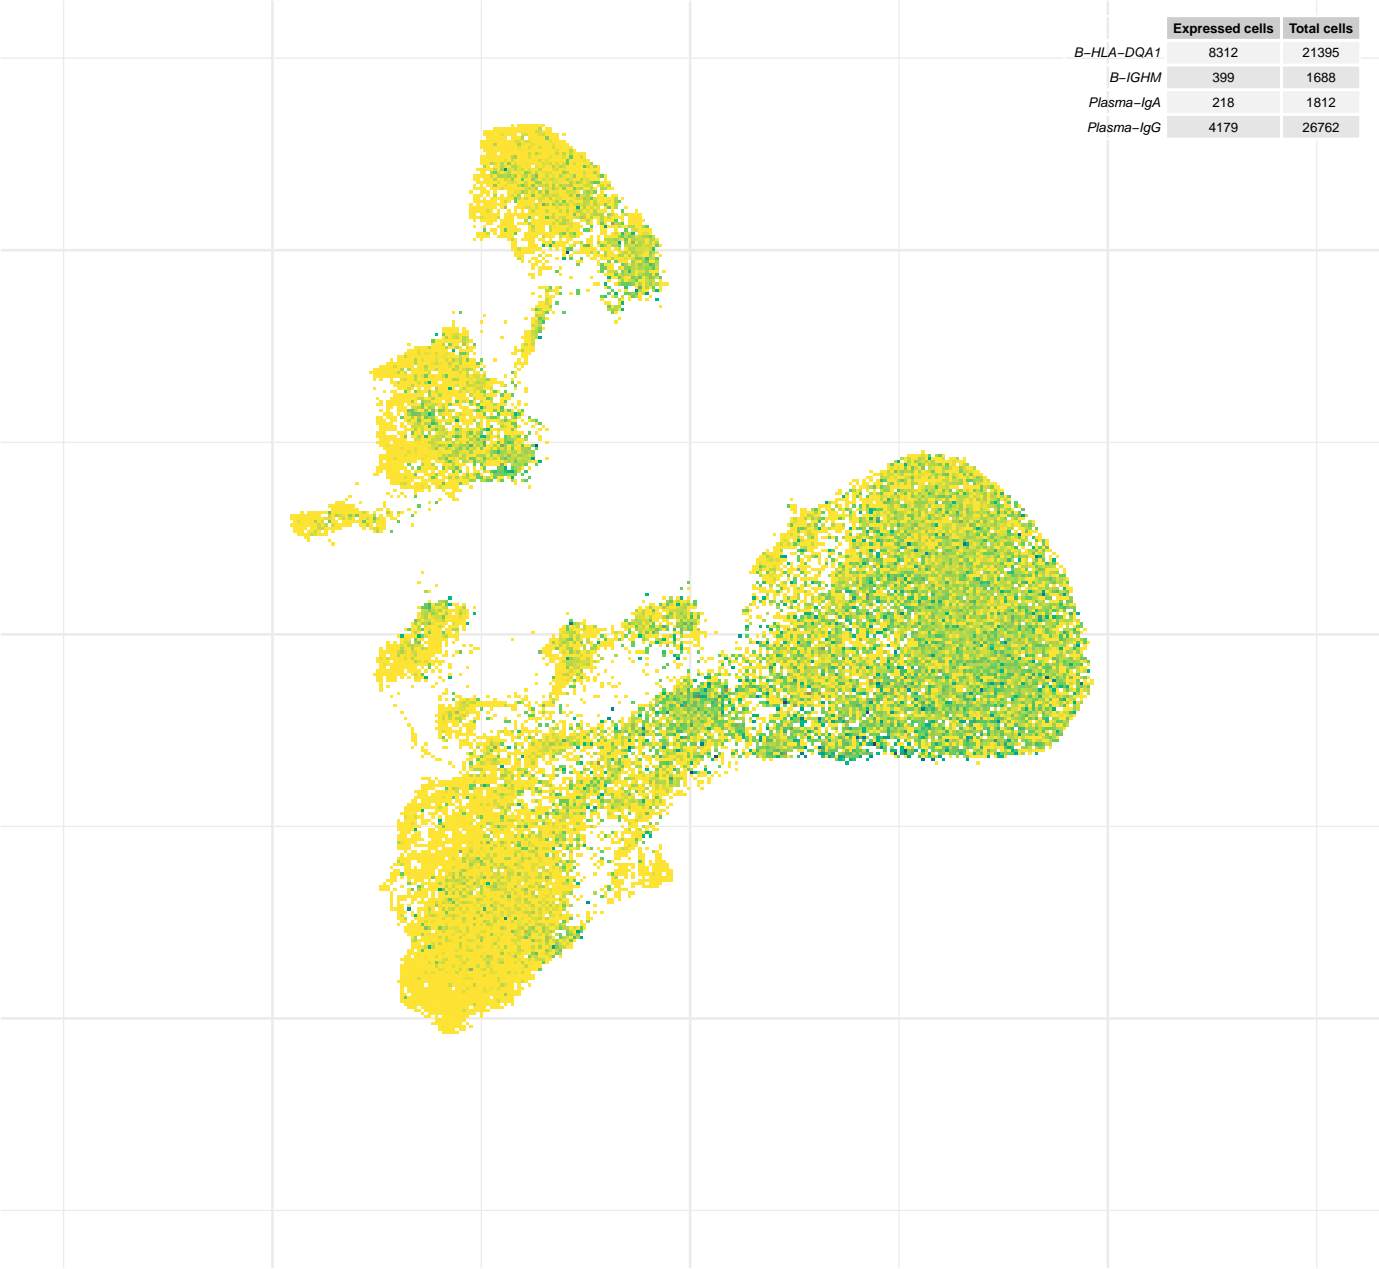 Expressed cells Total cells
B−HLA−DQA1 8312 21395
B−IGHM 399 1688
Plasma−IgA 218 1812
Plasma−IgG 4179 26762